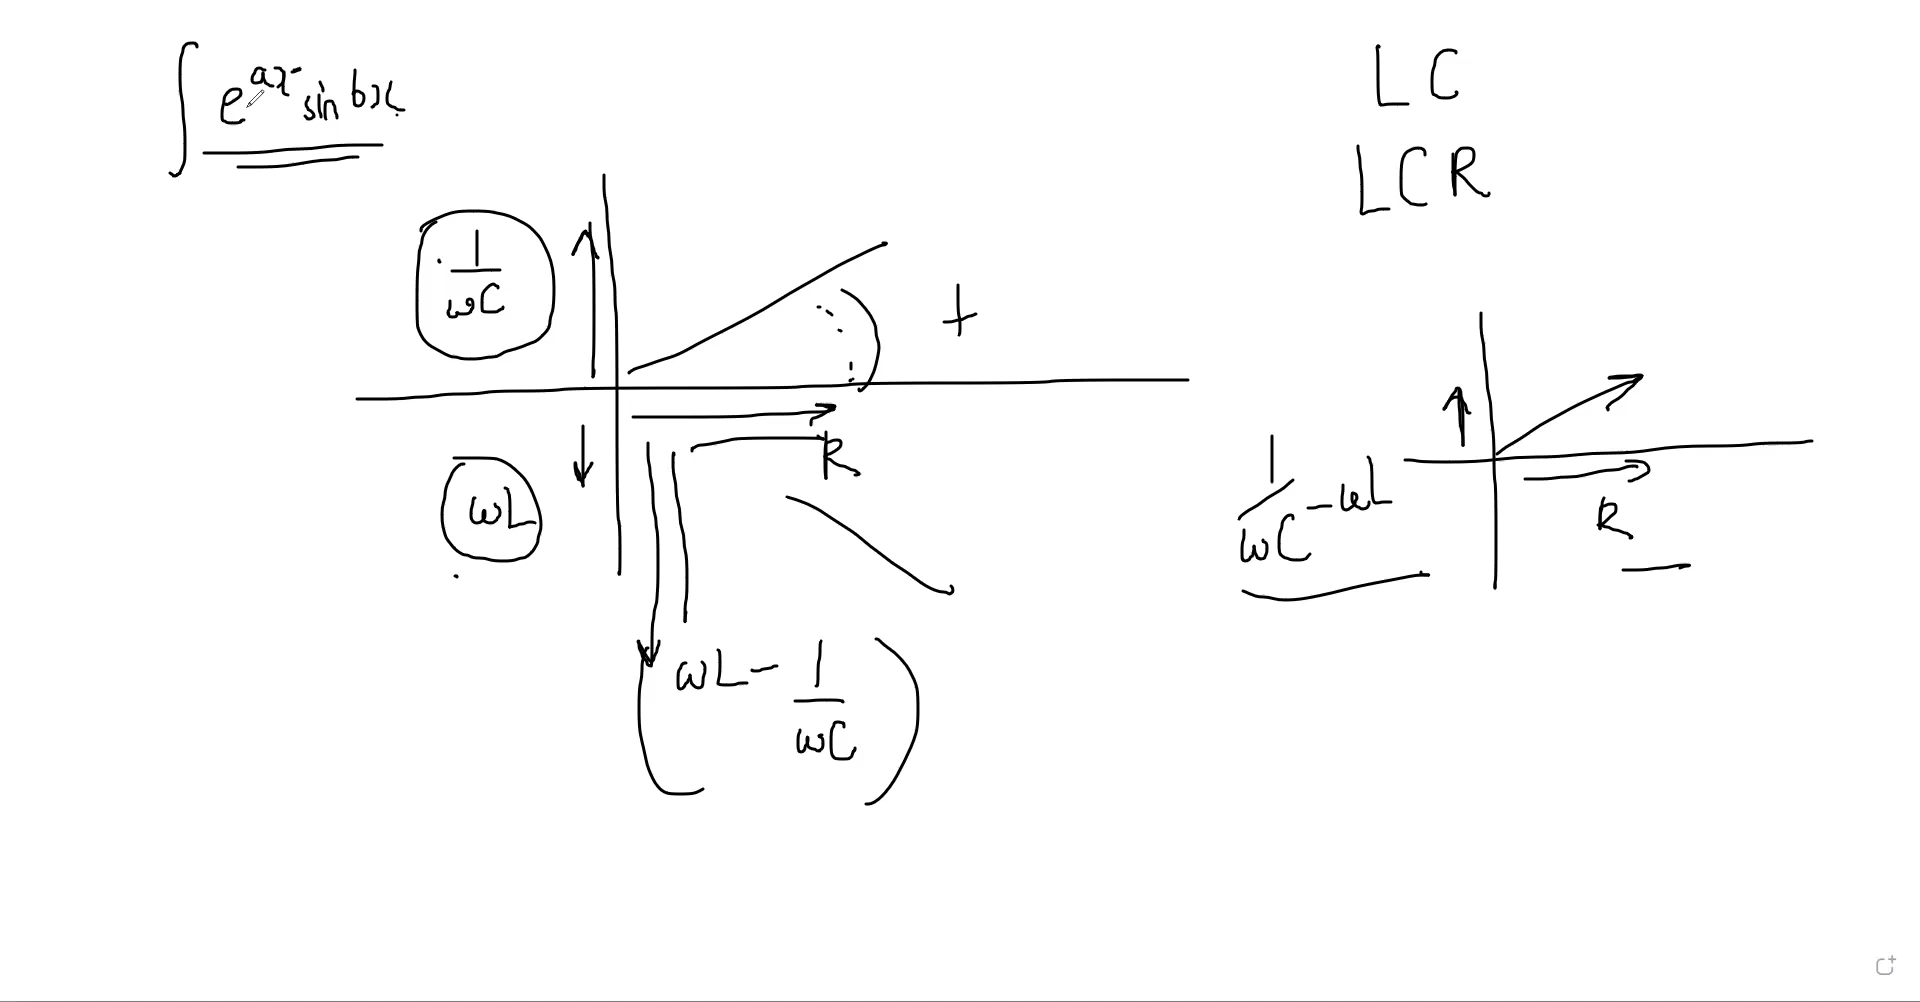 ∫ e^{ax} sin bx
LC
LCR
1/ωC
+
R
ωL
1/ωC - ωL
R
ωL - 1/ωC